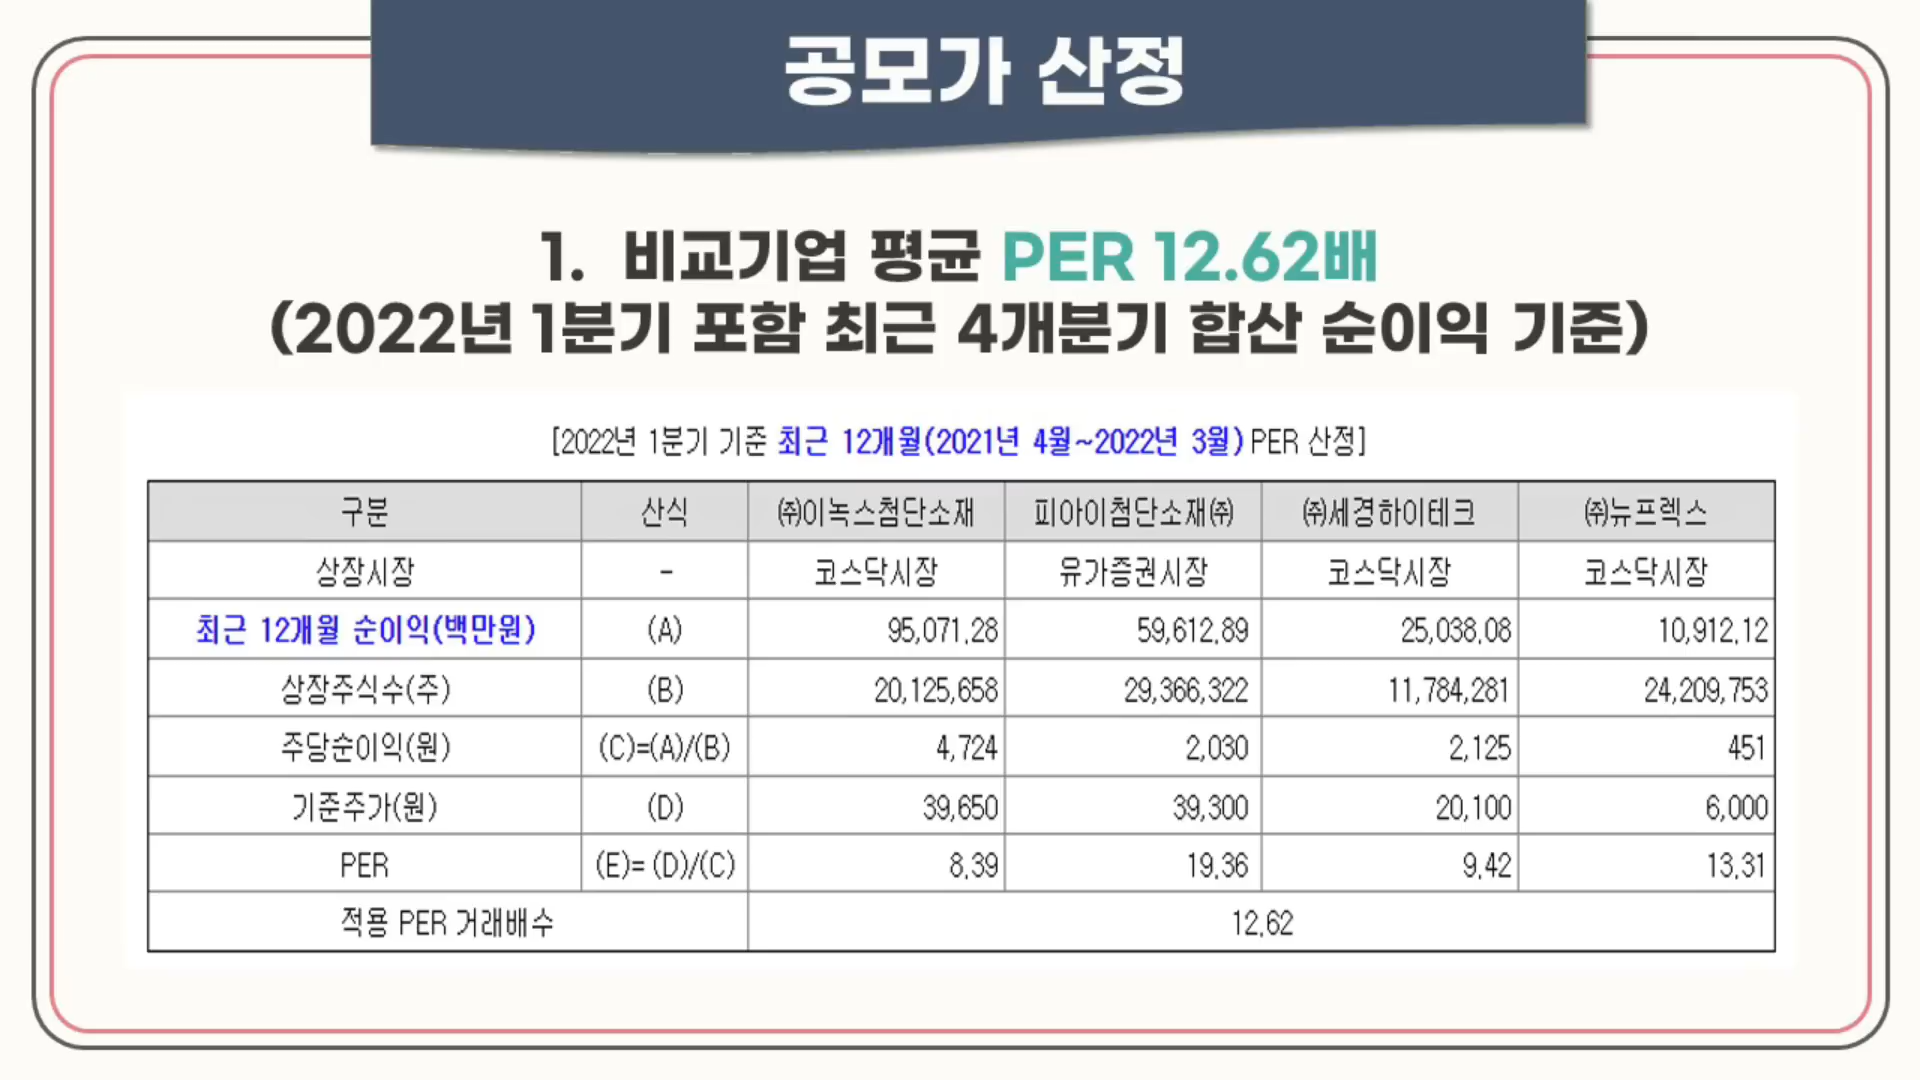 공모가 산정
1. 비교기업 평균 PER 12.62배
(2022년 1분기 포함 최근 4개분기 합산 순이익 기준)
[2022년 1분기 기준 최근 12개월(2021년 4월~2022년 3월) PER 산정]
구분 산식 ㈜이녹스첨단소재 피아이첨단소재㈜ ㈜세경하이테크 ㈜뉴프렉스
상장시장 - 코스닥시장 유가증권시장 코스닥시장 코스닥시장
최근 12개월 순이익(백만원) (A) 95,071.28 59,612.89 25,038.08 10,912.12
상장주식수(주) (B) 20,125,658 29,366,322 11,784,281 24,209,753
주당순이익(원) (C)=(A)/(B) 4,724 2,030 2,125 451
기준주가(원) (D) 39,650 39,300 20,100 6,000
PER (E)= (D)/(C) 8.39 19.36 9.42 13.31
적용 PER 거래배수 12.62